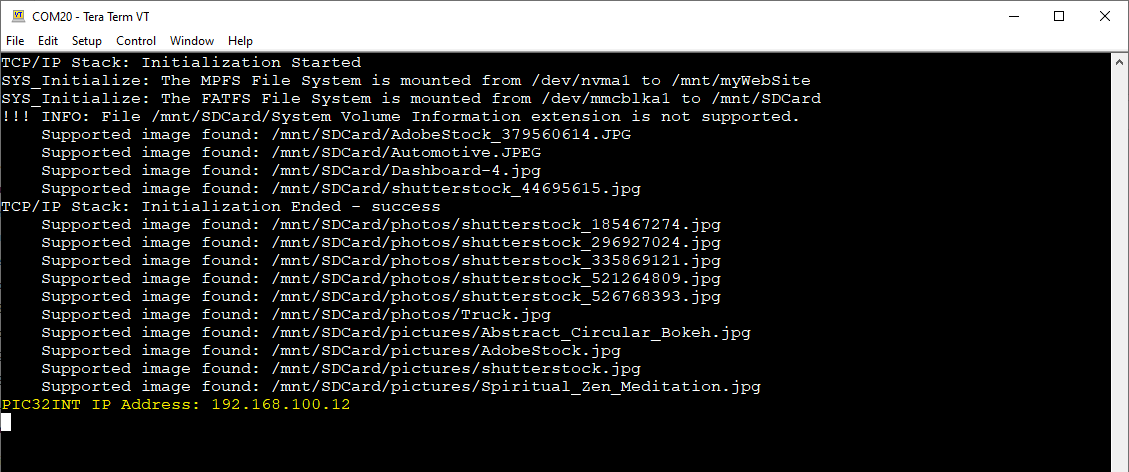 COM20 - Tera Term VT
File Edit Setup Control Window Help
TCP/IP Stack: Initialization Started
SYS_Initialize: The MPFS File System is mounted from /dev/nvma1 to /mnt/myWebSite
SYS_Initialize: The FATFS File System is mounted from /dev/mmcblka1 to /mnt/SDCard
!!! INFO: File /mnt/SDCard/System Volume Information extension is not supported.
    Supported image found: /mnt/SDCard/AdobeStock_379560614.JPG
    Supported image found: /mnt/SDCard/Automotive.JPEG
    Supported image found: /mnt/SDCard/Dashboard-4.jpg
    Supported image found: /mnt/SDCard/shutterstock_44695615.jpg
TCP/IP Stack: Initialization Ended - success
    Supported image found: /mnt/SDCard/photos/shutterstock_185467274.jpg
    Supported image found: /mnt/SDCard/photos/shutterstock_296927024.jpg
    Supported image found: /mnt/SDCard/photos/shutterstock_335869121.jpg
    Supported image found: /mnt/SDCard/photos/shutterstock_521264809.jpg
    Supported image found: /mnt/SDCard/photos/shutterstock_526768393.jpg
    Supported image found: /mnt/SDCard/photos/Truck.jpg
    Supported image found: /mnt/SDCard/pictures/Abstract_Circular_Bokeh.jpg
    Supported image found: /mnt/SDCard/pictures/AdobeStock.jpg
    Supported image found: /mnt/SDCard/pictures/shutterstock.jpg
    Supported image found: /mnt/SDCard/pictures/Spiritual_Zen_Meditation.jpg
PIC32INT IP Address: 192.168.100.12